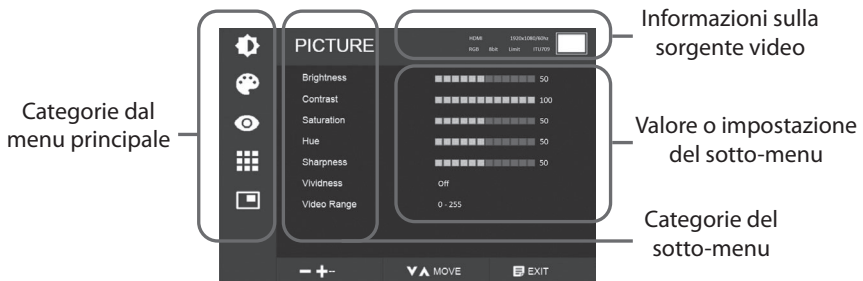 Informazioni sulla
sorgente video
PICTURE
HDMI 1920x1080/60Hz
RGB 8bit Limit ITU709
Brightness 50
Contrast 100
Saturation 50
Hue 50
Sharpness 50
Vividness Off
Video Range 0 - 255
Categorie dal
menu principale
Valore o impostazione
del sotto-menu
Categorie del
sotto-menu
MOVE EXIT